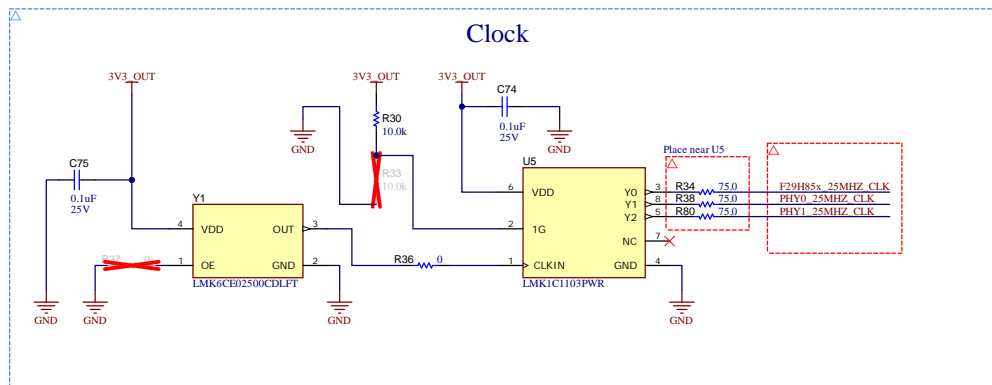 Clock
3V3_OUT
3V3_OUT
3V3_OUT
C74
0.1uF
25V
GND
R30
10.0k
GND
R33
10.0k
Place near U5
C75
0.1uF
25V
Y1
4
VDD
OUT
3
1
OE
GND
2
LMK6CE02500CDLFT
R37
0
GND
GND
GND
R36
0
U5
6
VDD
Y0
3
Y1
8
Y2
5
2
1G
NC
7
1
CLKIN
GND
4
LMK1C1103PWR
GND
R34
75.0
F29H85x_25MHZ_CLK
R38
75.0
PHY0_25MHZ_CLK
R80
75.0
PHY1_25MHZ_CLK